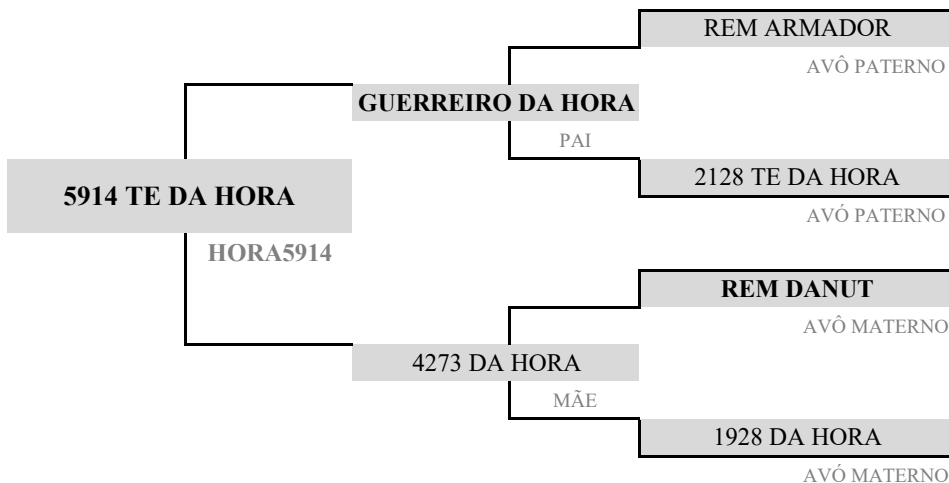 REM ARMADOR
AVÔ PATERNO
GUERREIRO DA HORA
PAI
5914 TE DA HORA
2128 TE DA HORA
AVÓ PATERNO
HORA5914
REM DANUT
AVÔ MATERNO
4273 DA HORA
MÃE
1928 DA HORA
AVÓ MATERNO